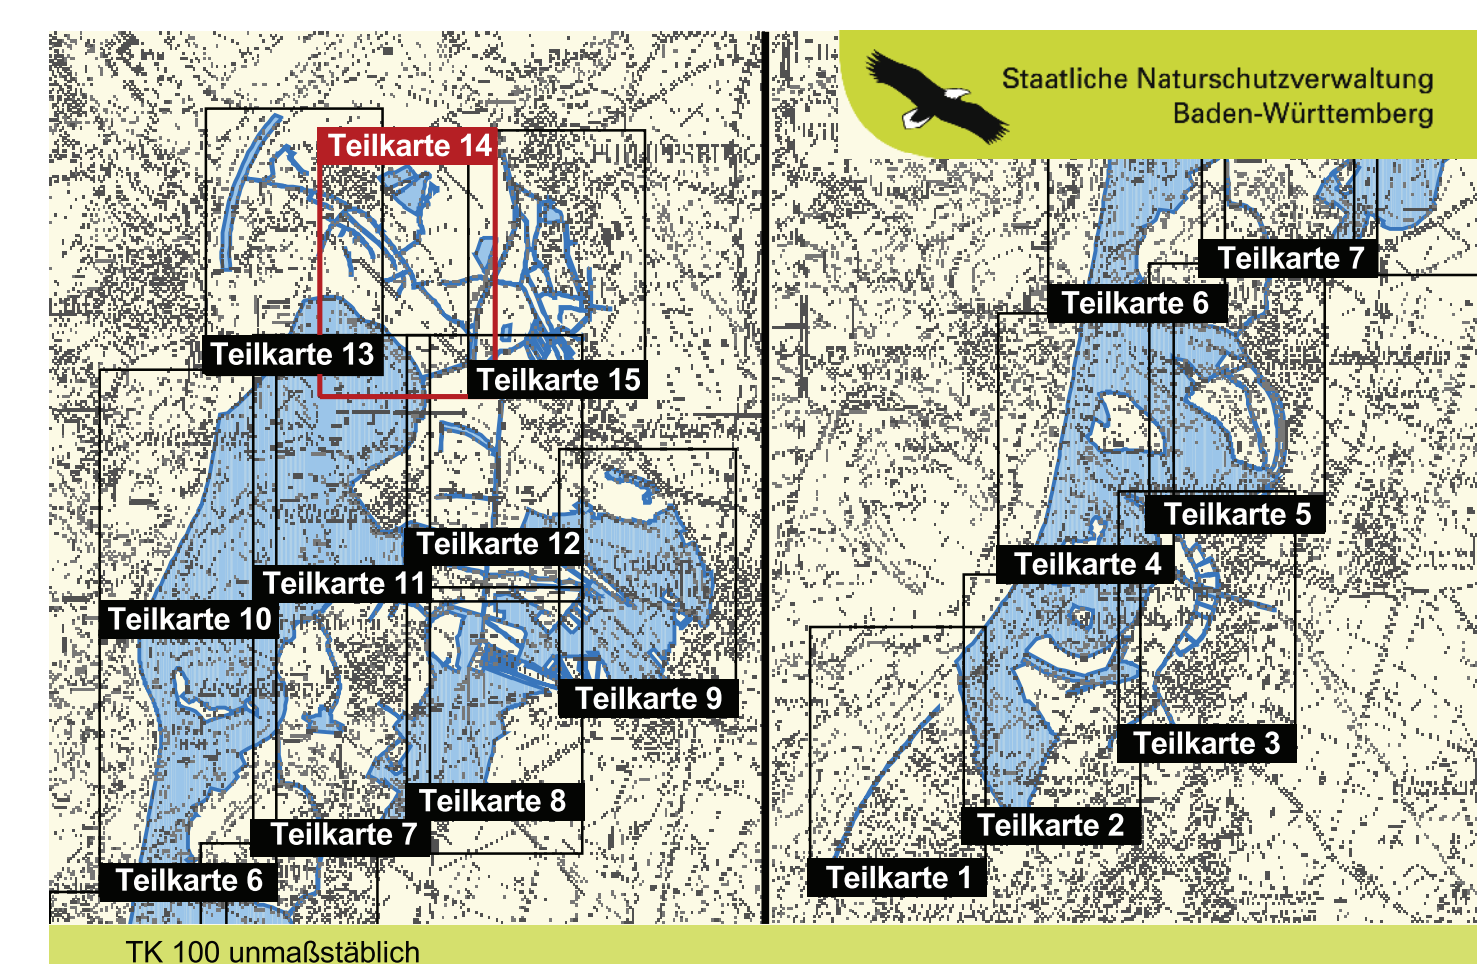 Staatliche Naturschutzverwaltung
Baden-Württemberg
Teilkarte 14
Teilkarte 13
Teilkarte 15
Teilkarte 12
Teilkarte 11
Teilkarte 10
Teilkarte 9
Teilkarte 8
Teilkarte 7
Teilkarte 6
Teilkarte 7
Teilkarte 6
Teilkarte 5
Teilkarte 4
Teilkarte 3
Teilkarte 2
Teilkarte 1
TK 100 unmaßstäblich